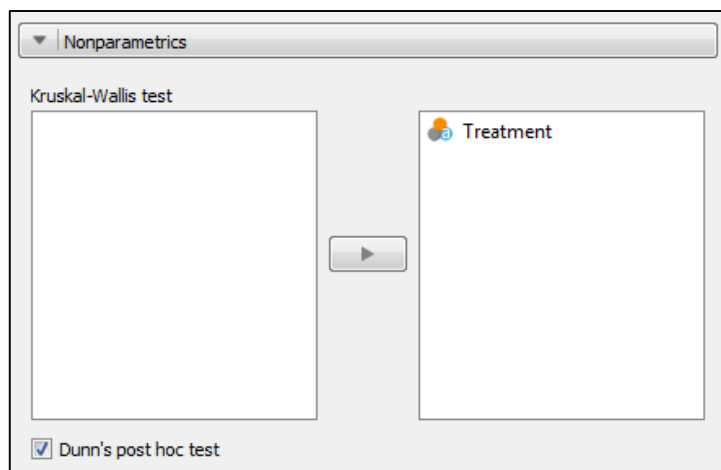 Nonparametrics
Kruskal-Wallis test
Treatment
Dunn's post hoc test